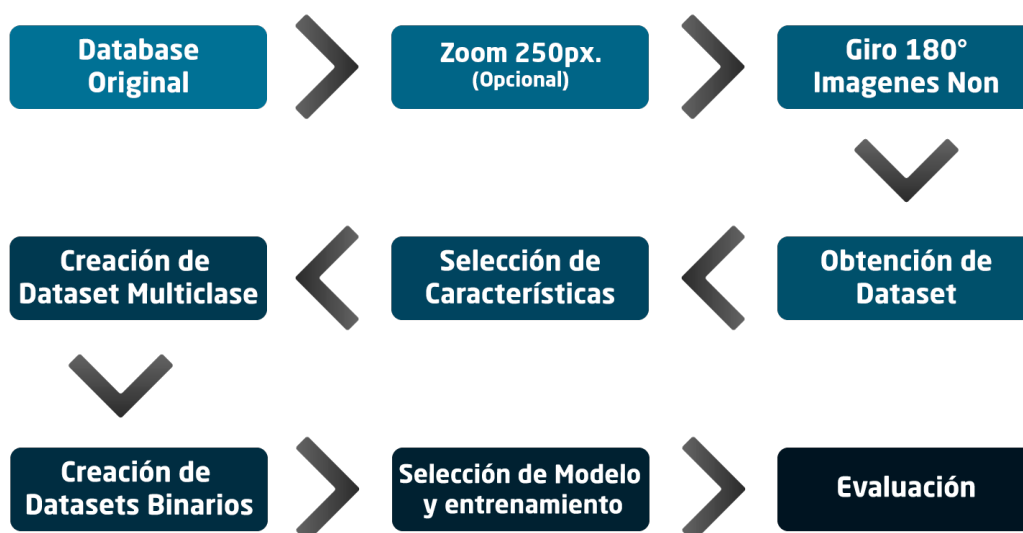 Database
Original
Zoom 250px.
(Opcional)
Giro 180°
Imagenes Non
Obtención de
Dataset
Selección de
Características
Creación de
Dataset Multiclase
Creación de
Datasets Binarios
Selección de Modelo
y entrenamiento
Evaluación